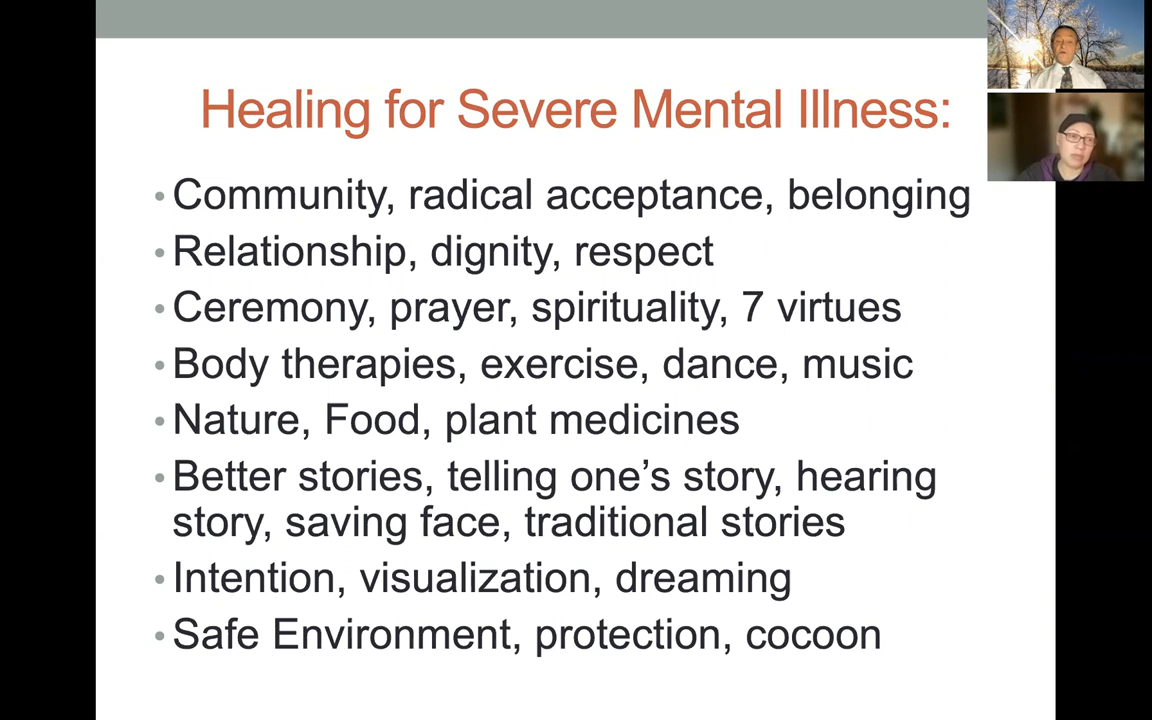 Healing for Severe Mental Illness:
• Community, radical acceptance, belonging
• Relationship, dignity, respect
• Ceremony, prayer, spirituality, 7 virtues
• Body therapies, exercise, dance, music
• Nature, Food, plant medicines
• Better stories, telling one’s story, hearing
story, saving face, traditional stories
• Intention, visualization, dreaming
• Safe Environment, protection, cocoon